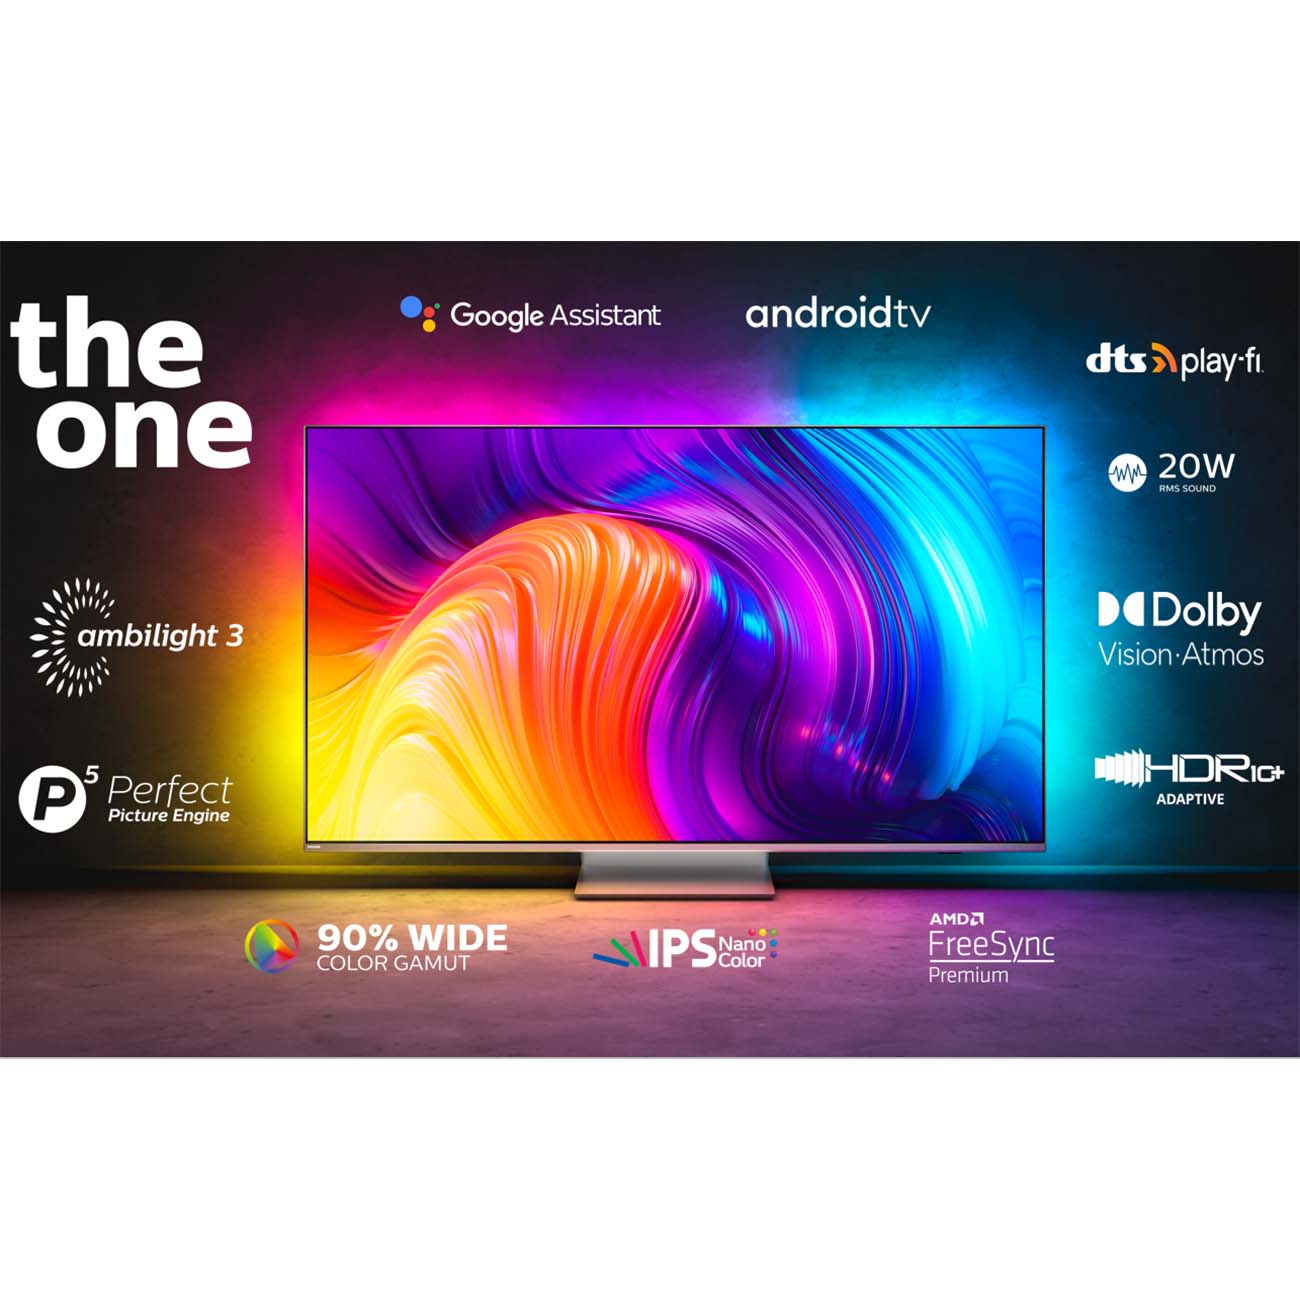 the
one
Google Assistant
androidtv
dts play-fi
20W
RMS SOUND
ambilight 3
Dolby
Vision·Atmos
P5 Perfect
Picture Engine
HDR10+
ADAPTIVE
90% WIDE
COLOR GAMUT
IPS Nano
Color
AMD
FreeSync
Premium